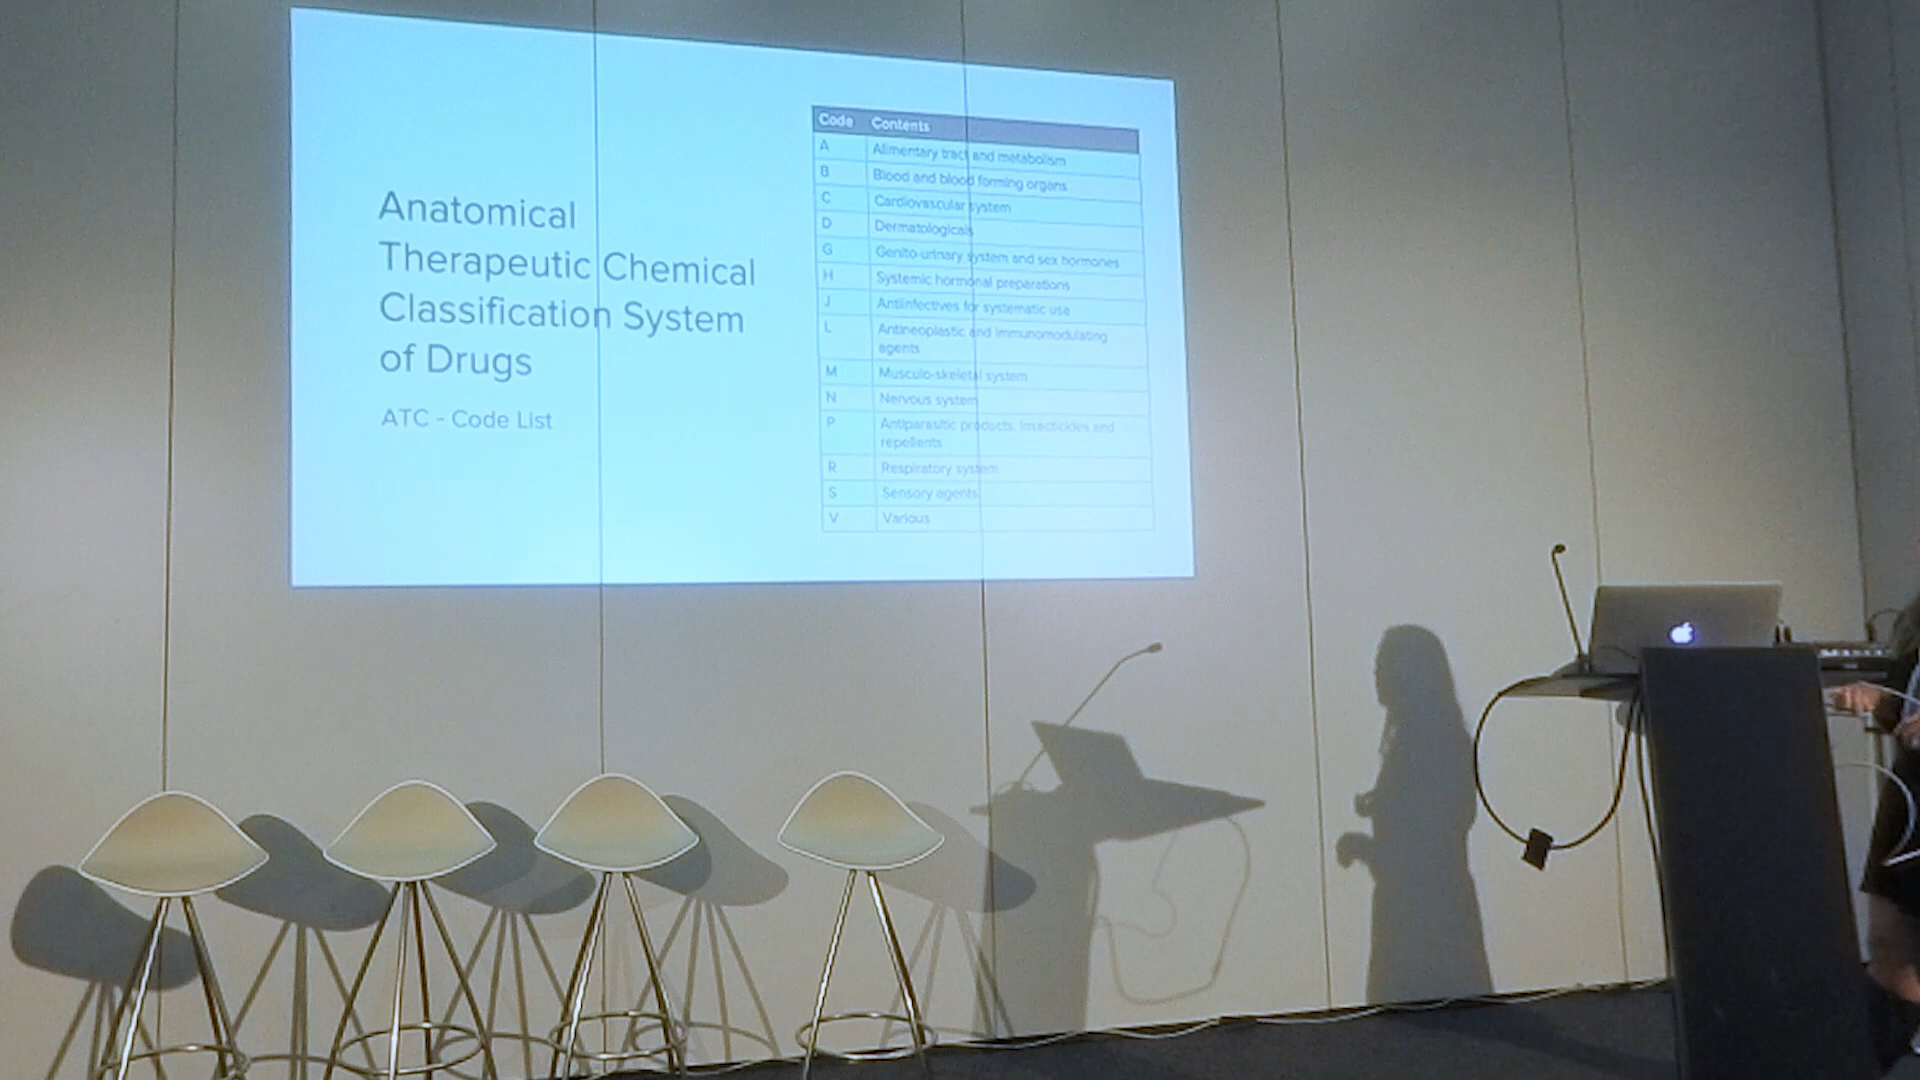 Anatomical
Therapeutic Chemical
Classification System
of Drugs
ATC - Code List
Code Contents
A Alimentary tract and metabolism
B Blood and blood forming organs
C Cardiovascular system
D Dermatologicals
G Genito-urinary system and sex hormones
H Systemic hormonal preparations
J Antiinfectives for systematic use
L Antineoplastic and immunomodulating
agents
M Musculo-skeletal system
N Nervous system
P Antiparasitic products, insecticides and
repellents
R Respiratory system
S Sensory agents
V Various